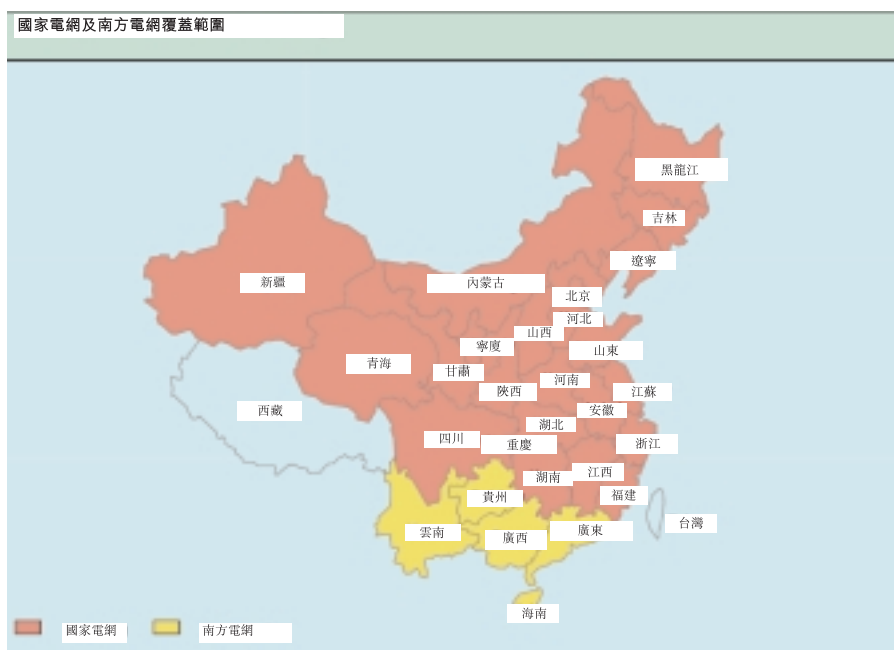 國家電網及南方電網覆蓋範圍
黑龍江
吉林
遼寧
新疆
內蒙古
北京
河北
山西
寧廈
山東
青海
甘肅
陝西
河南
江蘇
西藏
安徽
湖北
四川
重慶
浙江
湖南
江西
貴州
福建
雲南
廣西
廣東
台灣
海南
國家電網
南方電網